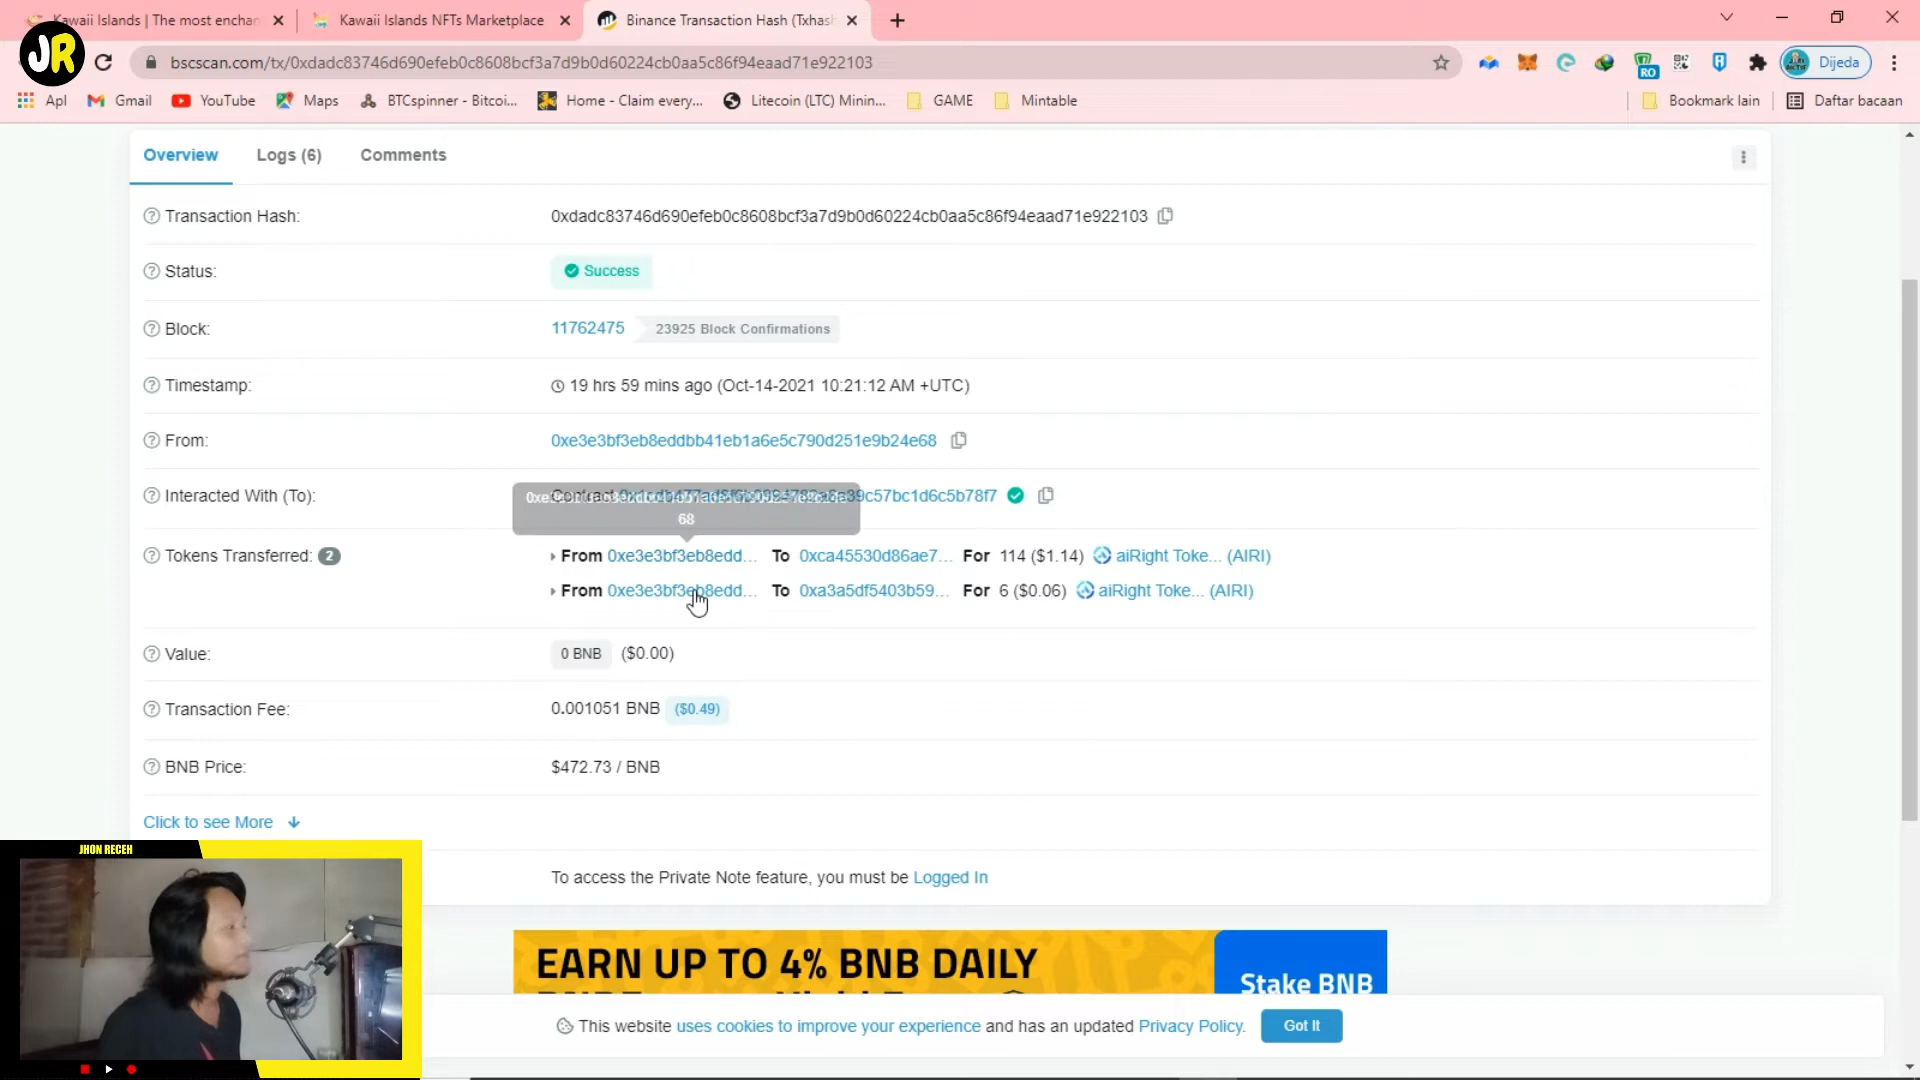 Kawaii Islands | The most enchan
Kawaii Islands NFTs Marketplace
Binance Transaction Hash (Txhas
JR
bscscan.com/tx/0xdadc83746d690efeb0c8608bcf3a7d9b0d60224cb0aa5c86f94eaad71e922103
RO
Dijeda
Apl
Gmail
YouTube
Maps
BTCspinner - Bitcoi...
Home - Claim every...
Litecoin (LTC) Minin...
GAME
Mintable
Bookmark lain
Daftar bacaan
Overview
Logs (6)
Comments
Transaction Hash:
0xdadc83746d690efeb0c8608bcf3a7d9b0d60224cb0aa5c86f94eaad71e922103
Status:
Success
Block:
11762475
23925 Block Confirmations
Timestamp:
19 hrs 59 mins ago (Oct-14-2021 10:21:12 AM +UTC)
From:
0xe3e3bf3eb8eddbb41eb1a6e5c790d251e9b24e68
Interacted With (To):
Contract
39c57bc1d6c5b78f7
68
Tokens Transferred: 2
From 0xe3e3bf3eb8edd... To 0xca45530d86ae7... For 114 ($1.14) aiRight Toke... (AIRI)
From 0xe3e3bf3eb8edd... To 0xa3a5df5403b59... For 6 ($0.06) aiRight Toke... (AIRI)
Value:
0 BNB ($0.00)
Transaction Fee:
0.001051 BNB ($0.49)
BNB Price:
$472.73 / BNB
Click to see More
To access the Private Note feature, you must be Logged In
JHON RECEH
EARN UP TO 4% BNB DAILY
Stake BNB
This website uses cookies to improve your experience and has an updated Privacy Policy.
Got It